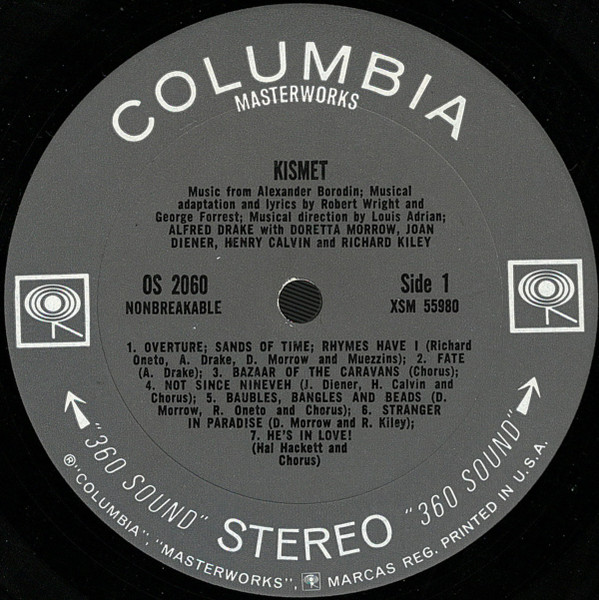 COLUMBIA
MASTERWORKS
KISMET
Music from Alexander Borodin; Musical
adaptation and lyrics by Robert Wright and
George Forrest; Musical direction by Louis Adrian;
ALFRED DRAKE with DORETTA MORROW, JOAN
DIENER, HENRY CALVIN and RICHARD KILEY
OS 2060
NONBREAKABLE
Side 1
XSM 55980
1. OVERTURE; SANDS OF TIME; RHYMES HAVE I (Richard
Oneto, A. Drake, D. Morrow and Muezzins); 2. FATE
(A. Drake); 3. BAZAAR OF THE CARAVANS (Chorus);
4. NOT SINCE NINEVEH (J. Diener, H. Calvin and
Chorus); 5. BAUBLES, BANGLES AND BEADS (D.
Morrow, R. Oneto and Chorus); 6. STRANGER
IN PARADISE (D. Morrow and R. Kiley);
7. HE'S IN LOVE!
(Hal Hackett and
Chorus)
"360 SOUND" STEREO "360 SOUND"
® "COLUMBIA", "MASTERWORKS", MARCAS REG. PRINTED IN U.S.A.